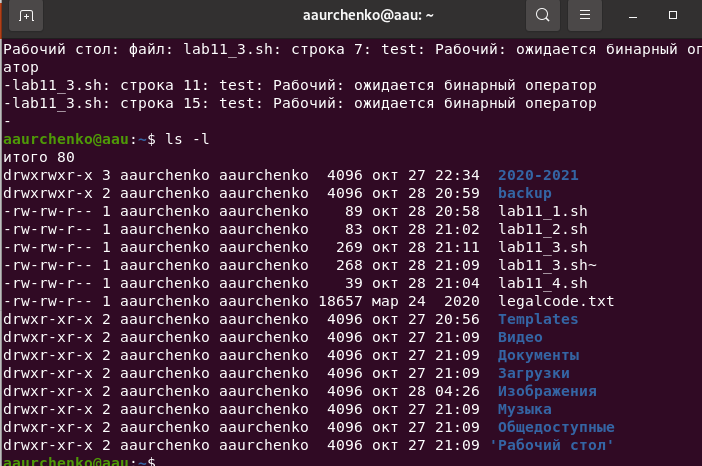 aaurchenko@aau: ~
Рабочий стол: файл: lab11_3.sh: строка 7: test: Рабочий: ожидается бинарный опе
атор
-lab11_3.sh: строка 11: test: Рабочий: ожидается бинарный оператор
-lab11_3.sh: строка 15: test: Рабочий: ожидается бинарный оператор
-
aaurchenko@aau:~$ ls -l
итого 80
drwxrwxr-x 3 aaurchenko aaurchenko  4096 окт 27 22:34  2020-2021
drwxrwxr-x 2 aaurchenko aaurchenko  4096 окт 28 20:59  backup
-rw-rw-r-- 1 aaurchenko aaurchenko    89 окт 28 20:58  lab11_1.sh
-rw-rw-r-- 1 aaurchenko aaurchenko    83 окт 28 21:02  lab11_2.sh
-rw-rw-r-- 1 aaurchenko aaurchenko   269 окт 28 21:11  lab11_3.sh
-rw-rw-r-- 1 aaurchenko aaurchenko   268 окт 28 21:09  lab11_3.sh~
-rw-rw-r-- 1 aaurchenko aaurchenko    39 окт 28 21:04  lab11_4.sh
-rw-rw-r-- 1 aaurchenko aaurchenko 18657 мар 24  2020  legalcode.txt
drwxr-xr-x 2 aaurchenko aaurchenko  4096 окт 27 20:56  Templates
drwxr-xr-x 2 aaurchenko aaurchenko  4096 окт 27 21:09  Видео
drwxr-xr-x 2 aaurchenko aaurchenko  4096 окт 27 21:09  Документы
drwxr-xr-x 2 aaurchenko aaurchenko  4096 окт 27 21:09  Загрузки
drwxr-xr-x 2 aaurchenko aaurchenko  4096 окт 28 04:26  Изображения
drwxr-xr-x 2 aaurchenko aaurchenko  4096 окт 27 21:09  Музыка
drwxr-xr-x 2 aaurchenko aaurchenko  4096 окт 27 21:09  Общедоступные
drwxr-xr-x 2 aaurchenko aaurchenko  4096 окт 27 21:09 'Рабочий стол'
aaurchenko@aau:~$